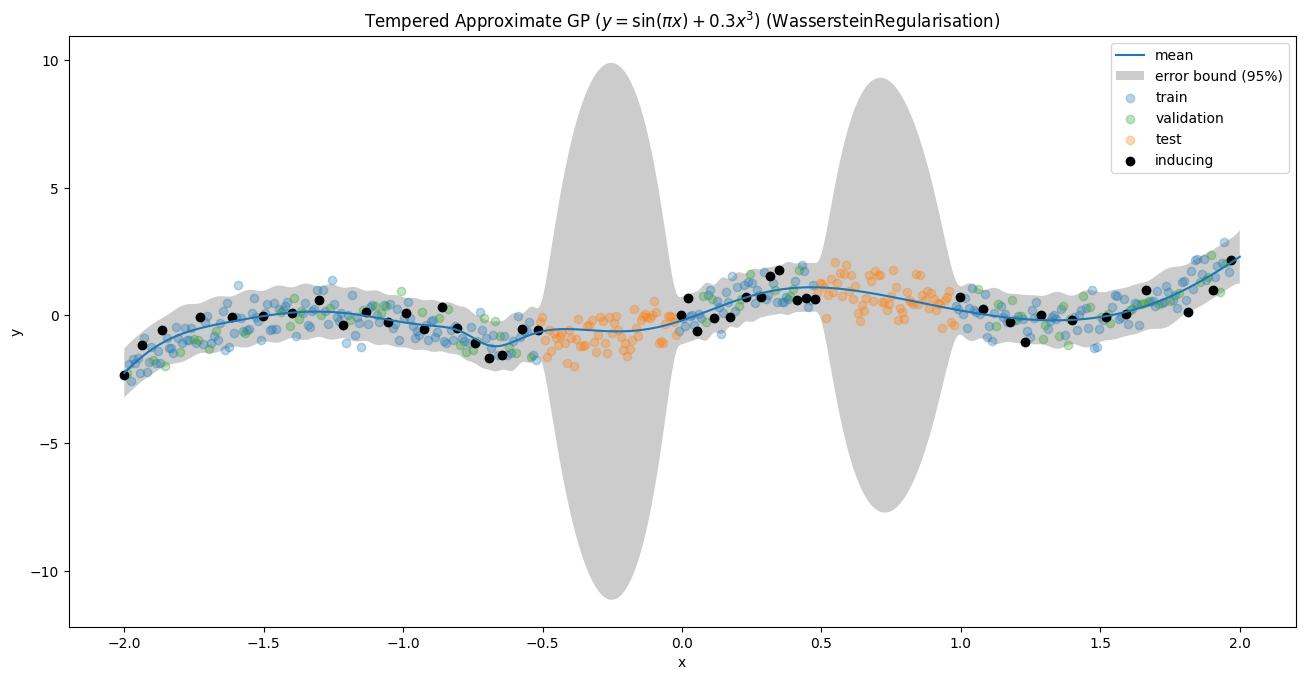 Tempered Approximate GP (y = sin(πx) + 0.3x³) (WassersteinRegularisation)
mean
error bound (95%)
train
validation
test
inducing
10
5
0
−5
−10
y
−2.0 −1.5 −1.0 −0.5 0.0 0.5 1.0 1.5 2.0
x